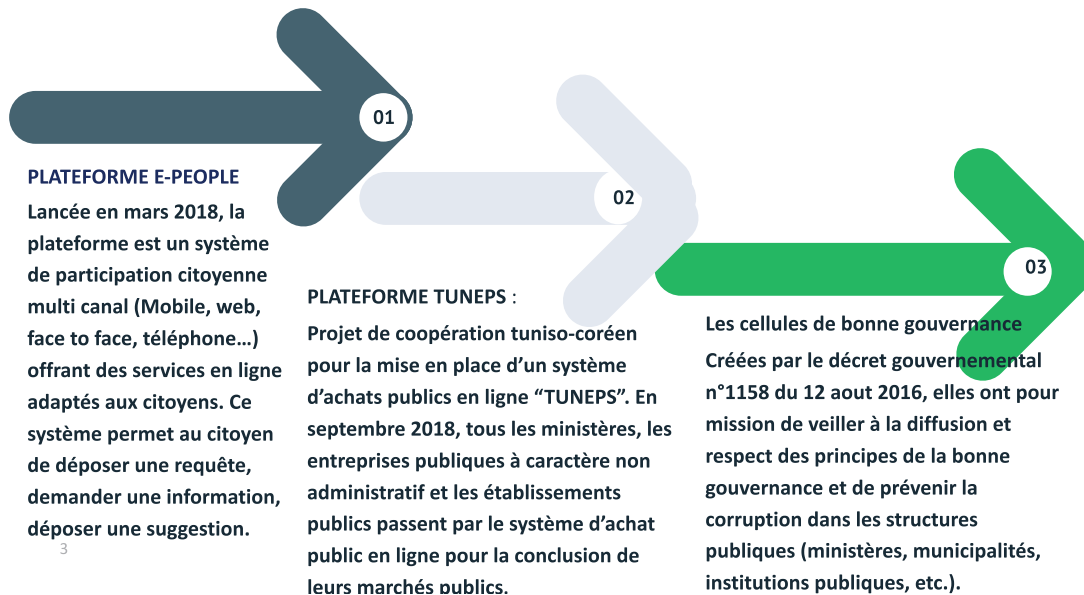 01
PLATEFORME E-PEOPLE
Lancée en mars 2018, la
plateforme est un système
de participation citoyenne
multi canal (Mobile, web,
face to face, téléphone…)
offrant des services en ligne
adaptés aux citoyens. Ce
système permet au citoyen
de déposer une requête,
demander une information,
déposer une suggestion.
3
02
PLATEFORME TUNEPS :
Projet de coopération tuniso-coréen
pour la mise en place d’un système
d’achats publics en ligne “TUNEPS”. En
septembre 2018, tous les ministères, les
entreprises publiques à caractère non
administratif et les établissements
publics passent par le système d’achat
public en ligne pour la conclusion de
leurs marchés publics.
03
Les cellules de bonne gouvernance
Créées par le décret gouvernemental
n°1158 du 12 aout 2016, elles ont pour
mission de veiller à la diffusion et
respect des principes de la bonne
gouvernance et de prévenir la
corruption dans les structures
publiques (ministères, municipalités,
institutions publiques, etc.).